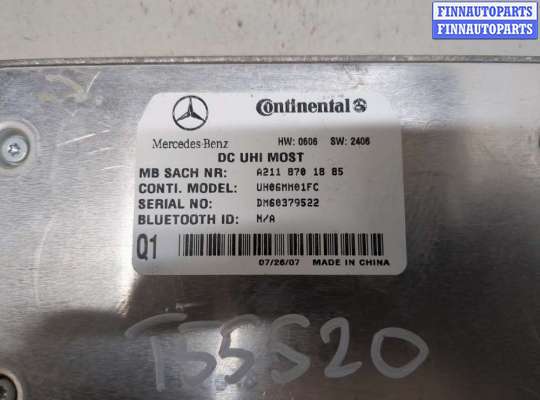 FINNAUTOPARTS
FINNAUTOPARTS
Mercedes-Benz
Continental
HW: 0606 SW: 2406
DC UHI MOST
MB SACH NR: A211 870 18 85
CONTI. MODEL: UH06MM01FC
SERIAL NO: DM60379522
BLUETOOTH ID: N/A
Q1
07/26/07 MADE IN CHINA
T55520